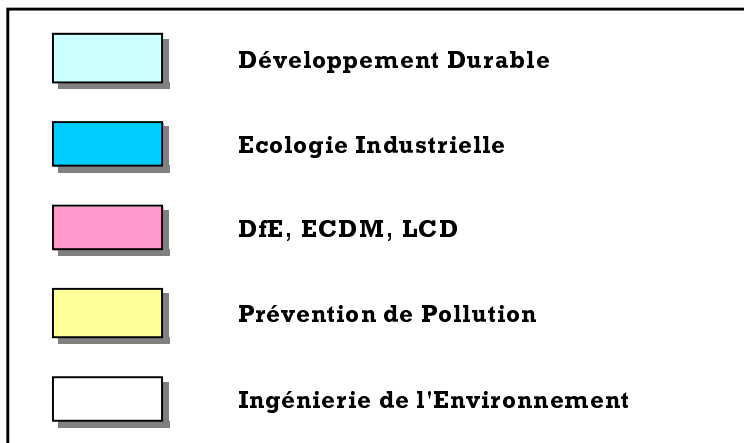 Développement Durable
Ecologie Industrielle
DfE, ECDM, LCD
Prévention de Pollution
Ingénierie de l'Environnement